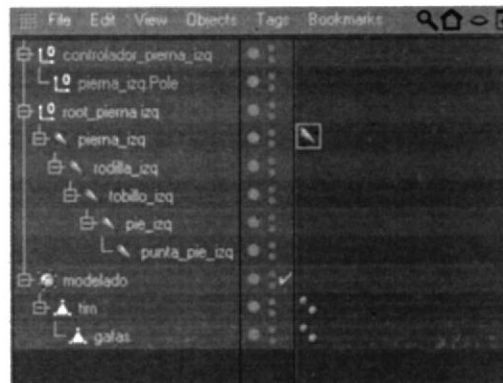 File Edit View Objects Tags Bookmarks
controlador_pierna_izq
pierna_izq.Pole
root_pierna izq
pierna_izq
rodilla_izq
tobillo_izq
pie_izq
punta_pie_izq
modelado
tim
gafas